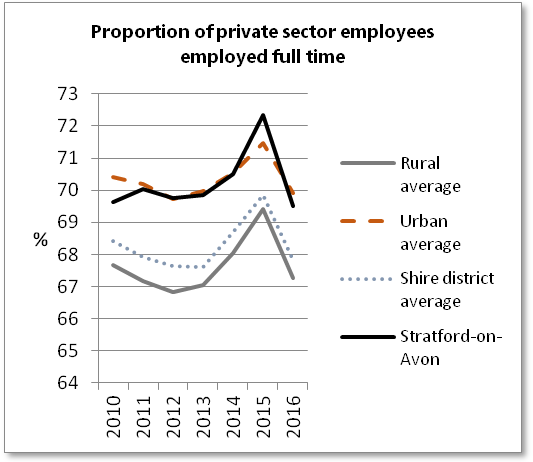 Proportion of private sector employees
employed full time
73
72
71
70
69
68
67
66
65
64
%
2010
2011
2012
2013
2014
2015
2016
Rural
average
Urban
average
Shire district
average
Stratford-on-
Avon